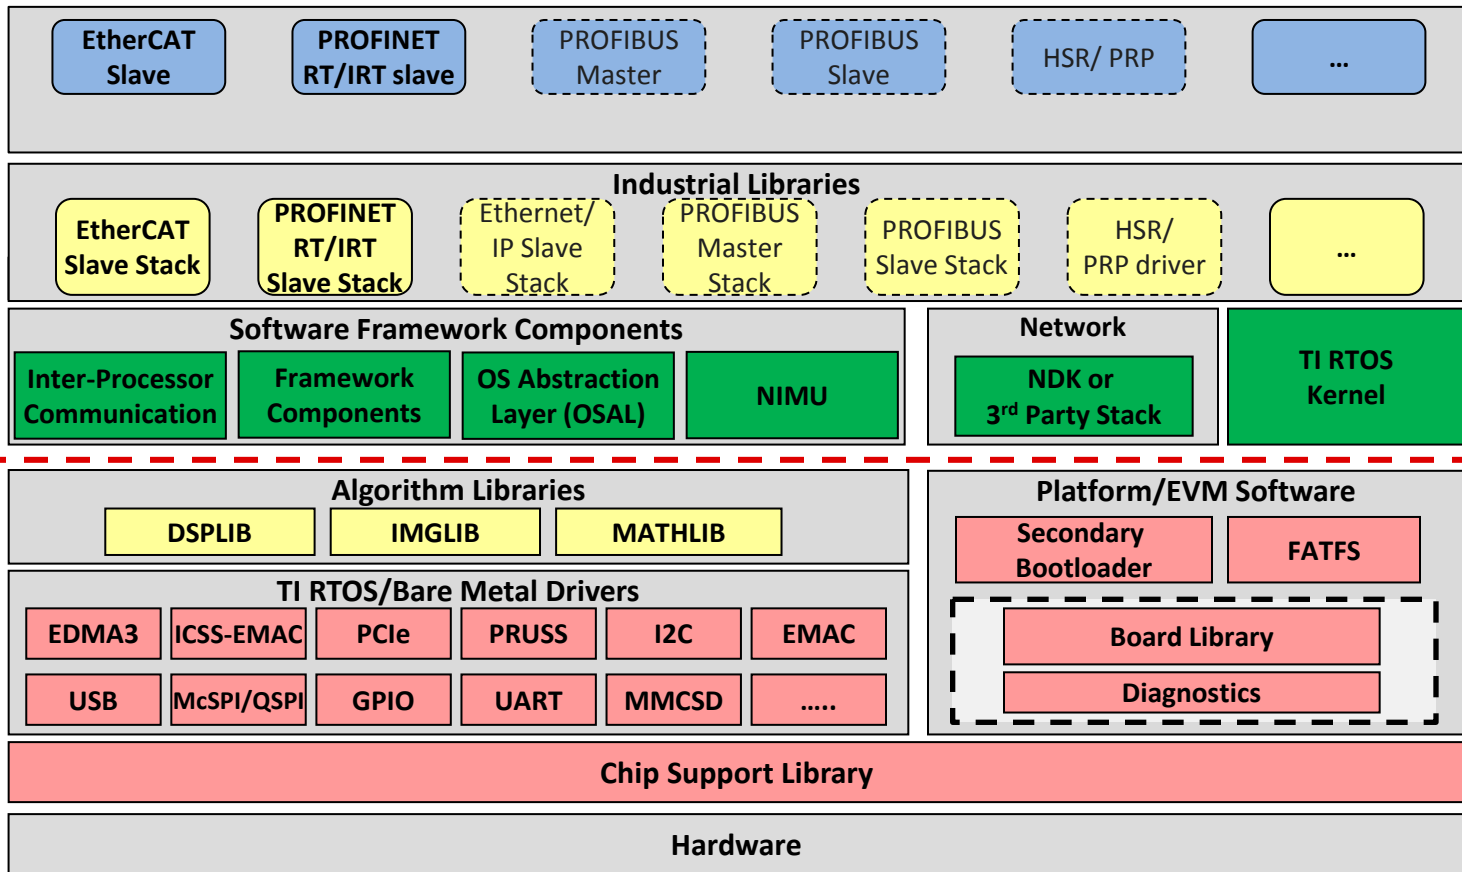 EtherCAT
Slave
PROFINET
RT/IRT slave
PROFIBUS
Master
PROFIBUS
Slave
HSR/ PRP
...
Industrial Libraries
EtherCAT
Slave Stack
PROFINET
RT/IRT
Slave Stack
Ethernet/
IP Slave
Stack
PROFIBUS
Master
Stack
PROFIBUS
Slave Stack
HSR/
PRP driver
...
Software Framework Components
Inter-Processor
Communication
Framework
Components
OS Abstraction
Layer (OSAL)
NIMU
Network
NDK or
3rd Party Stack
TI RTOS
Kernel
Algorithm Libraries
DSPLIB
IMGLIB
MATHLIB
Platform/EVM Software
Secondary
Bootloader
FATFS
Board Library
Diagnostics
TI RTOS/Bare Metal Drivers
EDMA3
ICSS-EMAC
PCIe
PRUSS
I2C
EMAC
USB
McSPI/QSPI
GPIO
UART
MMCSD
.....
Chip Support Library
Hardware